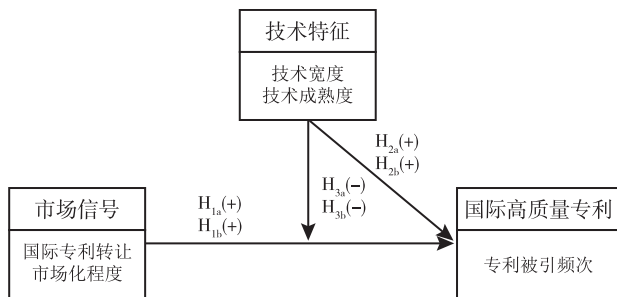 技术特征
技术宽度
技术成熟度
H2a(+)
H2b(+)
H3a(−)
H3b(−)
市场信号
国际专利转让
市场化程度
H1a(+)
H1b(+)
国际高质量专利
专利被引频次